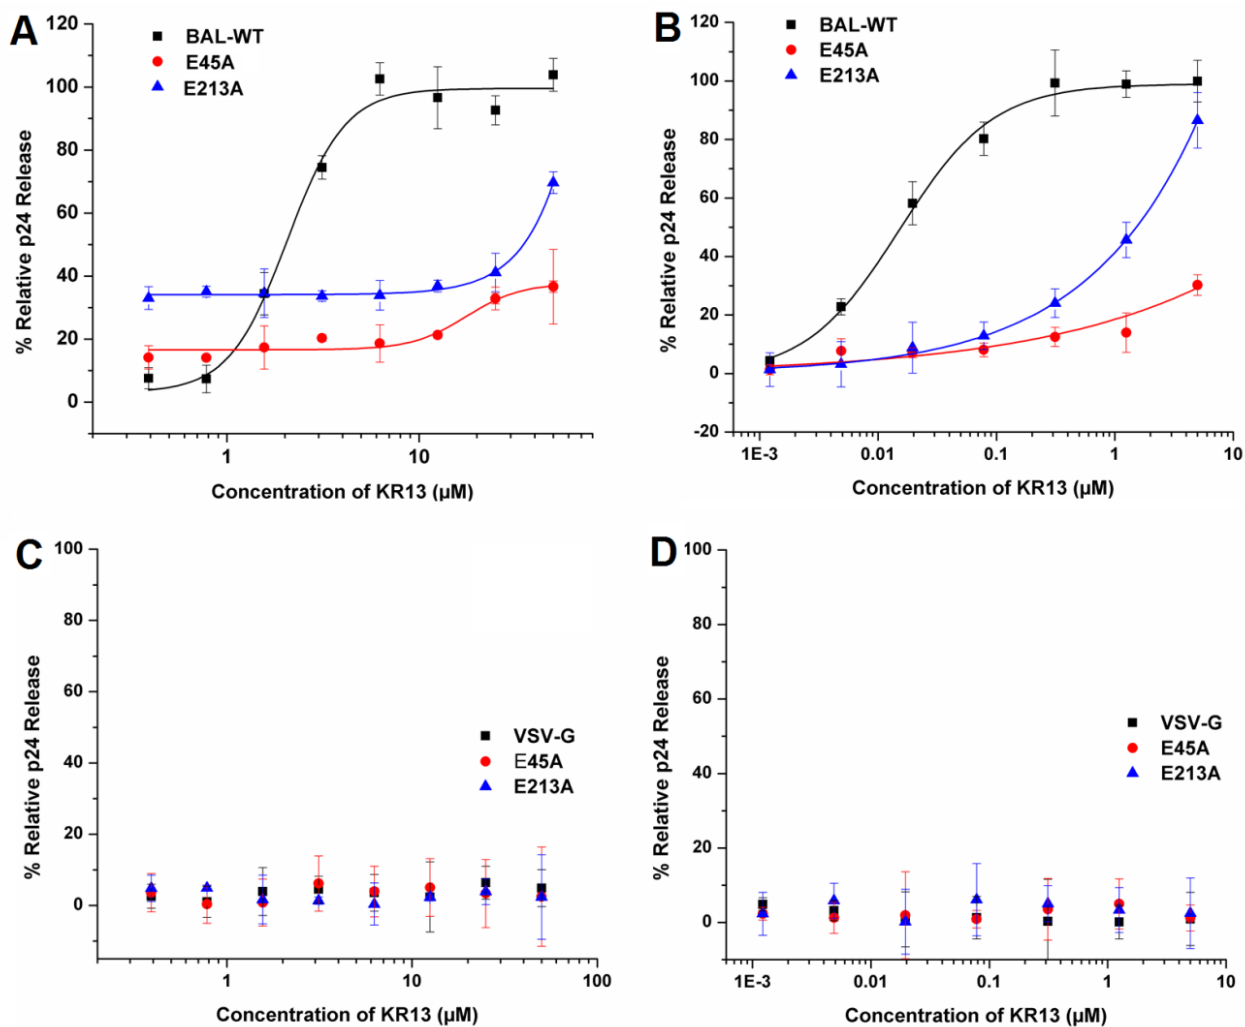 A
120
100
80
60
40
20
0
% Relative p24 Release
BAL-WT
E45A
E213A
1
10
Concentration of KR13 (µM)
B
120
100
80
60
40
20
0
-20
% Relative p24 Release
BAL-WT
E45A
E213A
1E-3
0.01
0.1
1
10
Concentration of KR13 (µM)
C
100
80
60
40
20
0
% Relative p24 Release
VSV-G
E45A
E213A
1
10
100
Concentration of KR13 (µM)
D
100
80
60
40
20
0
% Relative p24 Release
VSV-G
E45A
E213A
1E-3
0.01
0.1
1
10
Concentration of KR13 (µM)